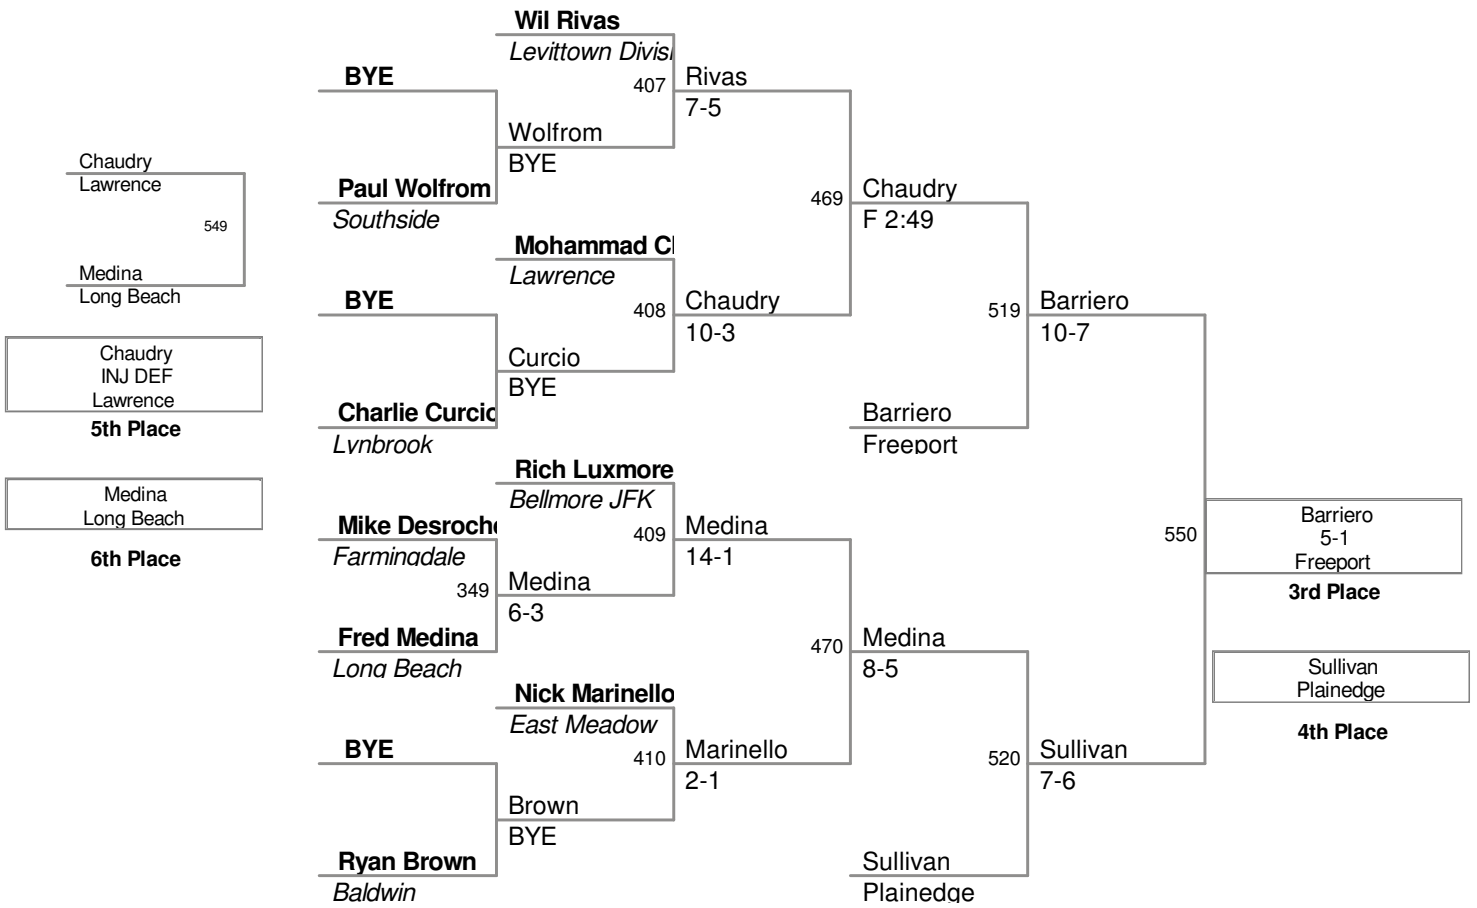 Wil Rivas
Levittown Divisi
BYE
407
Rivas
7-5
Wolfrom
BYE
Paul Wolfrom
Southside
Chaudry
Lawrence
549
Medina
Long Beach
469
Chaudry
F 2:49
Mohammad Cl
Lawrence
BYE
408
Chaudry
10-3
519
Barriero
10-7
Curcio
BYE
Charlie Curcio
Lynbrook
Barriero
Freeport
Chaudry
INJ DEF
Lawrence
5th Place
Medina
Long Beach
6th Place
Rich Luxmore
Bellmore JFK
Mike Desroche
Farmingdale
409
Medina
14-1
349
Medina
6-3
Fred Medina
Long Beach
550
Barriero
5-1
Freeport
3rd Place
470
Medina
8-5
Sullivan
Plainedge
4th Place
Nick Marinello
East Meadow
BYE
410
Marinello
2-1
520
Sullivan
7-6
Brown
BYE
Ryan Brown
Baldwin
Sullivan
Plainedge